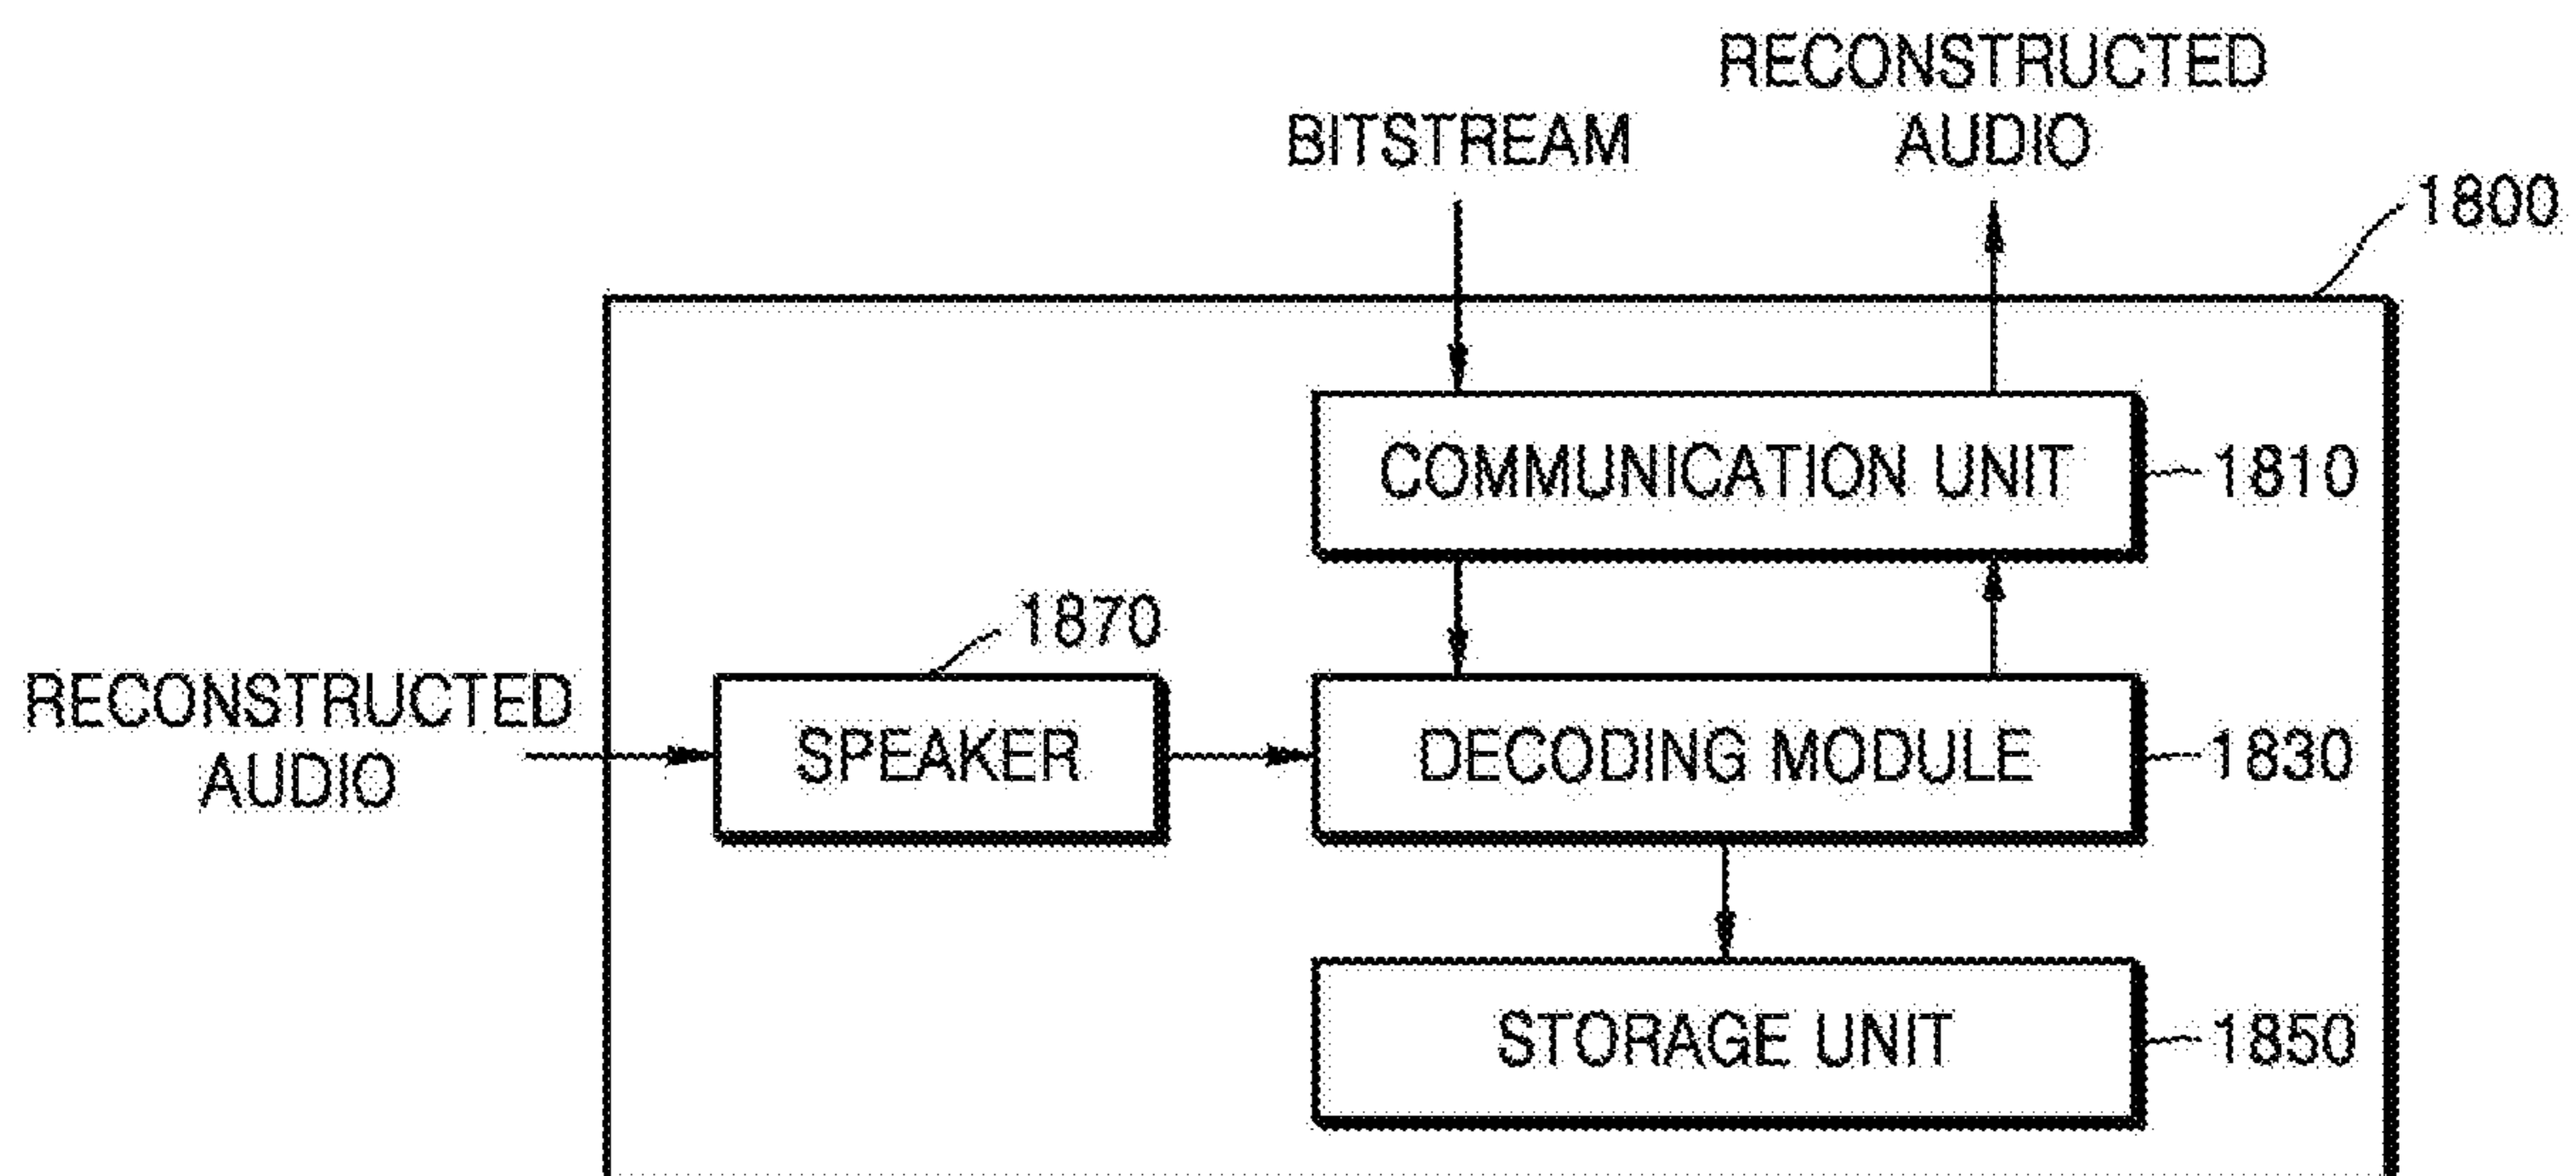 RECONSTRUCTED
AUDIO
BITSTREAM
1800
COMMUNICATION UNIT
1810
1870
RECONSTRUCTED
AUDIO
SPEAKER
DECODING MODULE
1830
STORAGE UNIT
1850